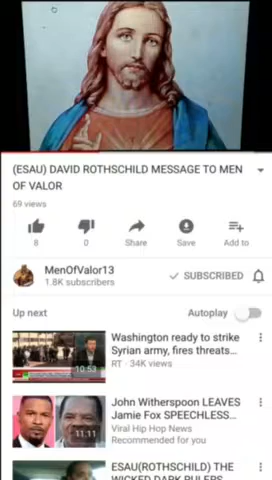 (ESAU) DAVID ROTHSCHILD MESSAGE TO MEN
OF VALOR
69 views
8
0
Share
Save
Add to
MenOfValor13
1.8K subscribers
SUBSCRIBED
Up next
Autoplay
Washington ready to strike
Syrian army, fires threats...
RT · 34K views
10:53
John Witherspoon LEAVES
Jamie Fox SPEECHLESS...
Viral Hip Hop News
Recommended for you
11:11
ESAU(ROTHSCHILD) THE
WICKED DARK RULERS